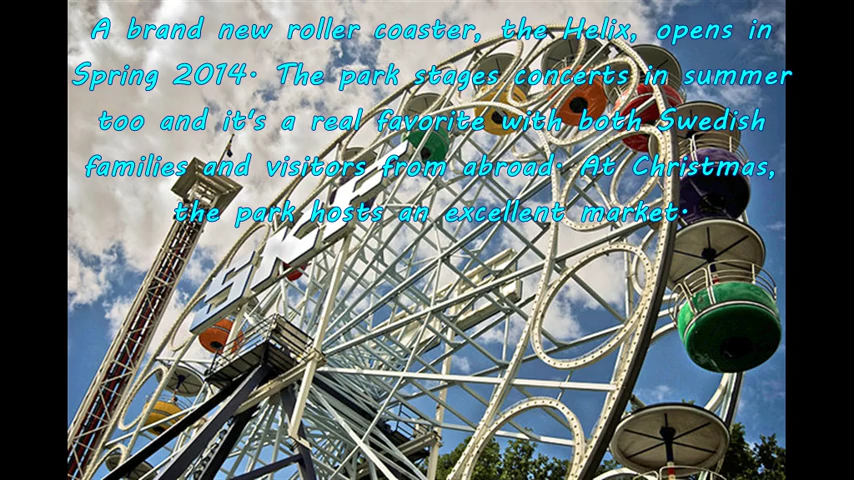 A brand new roller coaster, the Helix, opens in
Spring 2014. The park stages concerts in summer
too and it's a real favorite with both Swedish
families and visitors from abroad. At Christmas,
the park hosts an excellent market.
SKF